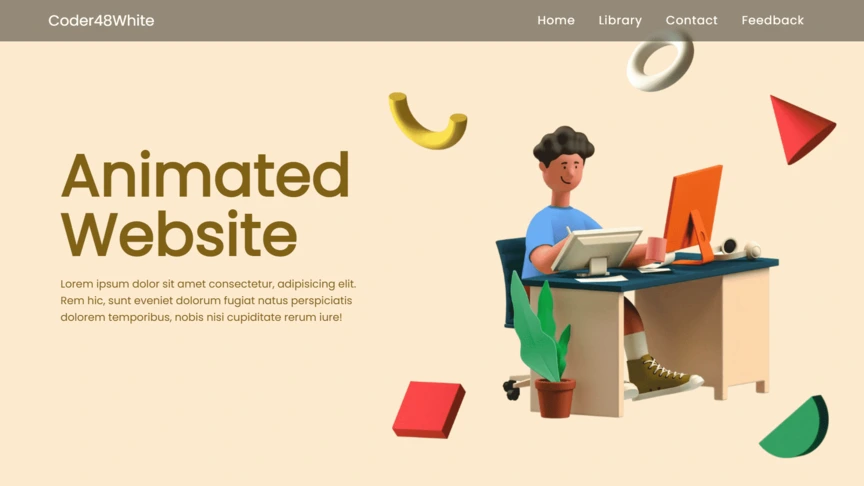 Coder48White
Home Library Contact Feedback
Animated
Website
Lorem ipsum dolor sit amet consectetur, adipisicing elit.
Rem hic, sunt eveniet dolorum fugiat natus perspiciatis
dolorem temporibus, nobis nisi cupiditate rerum iure!